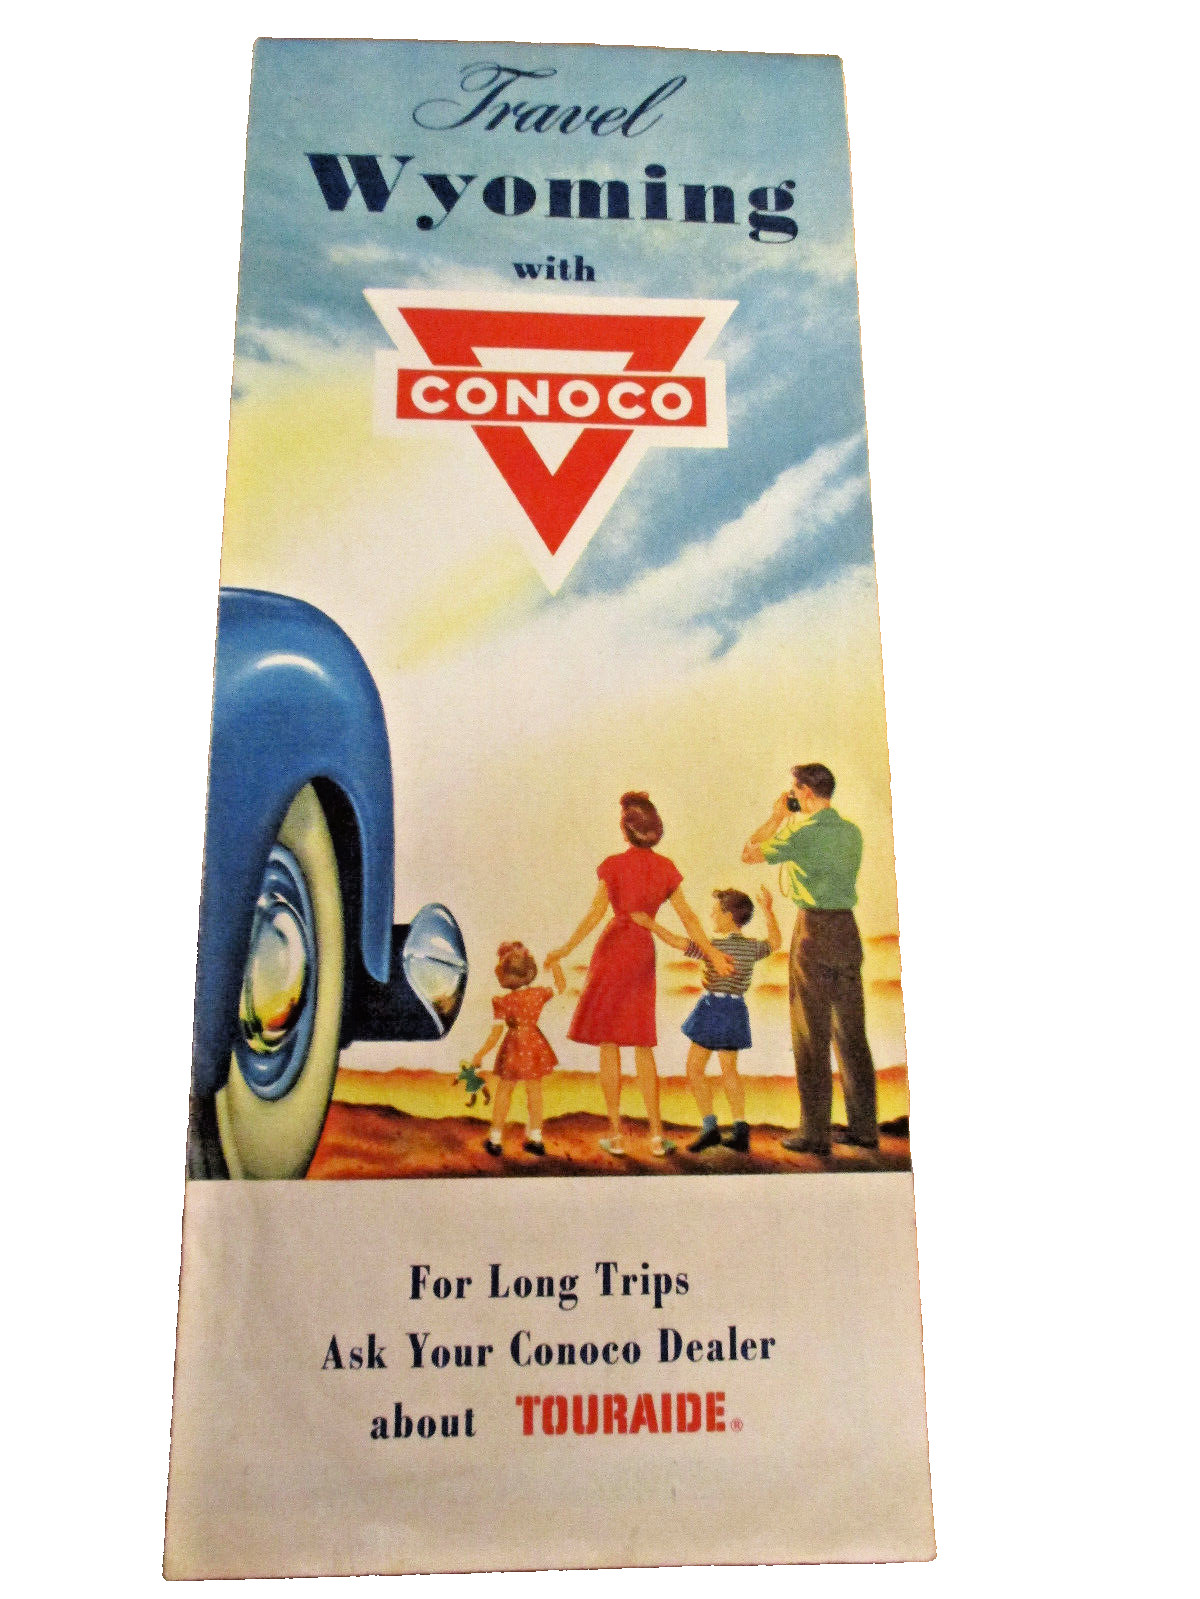 Travel
Wyoming
with
CONOCO
For Long Trips
Ask Your Conoco Dealer
about TOURAIDE®